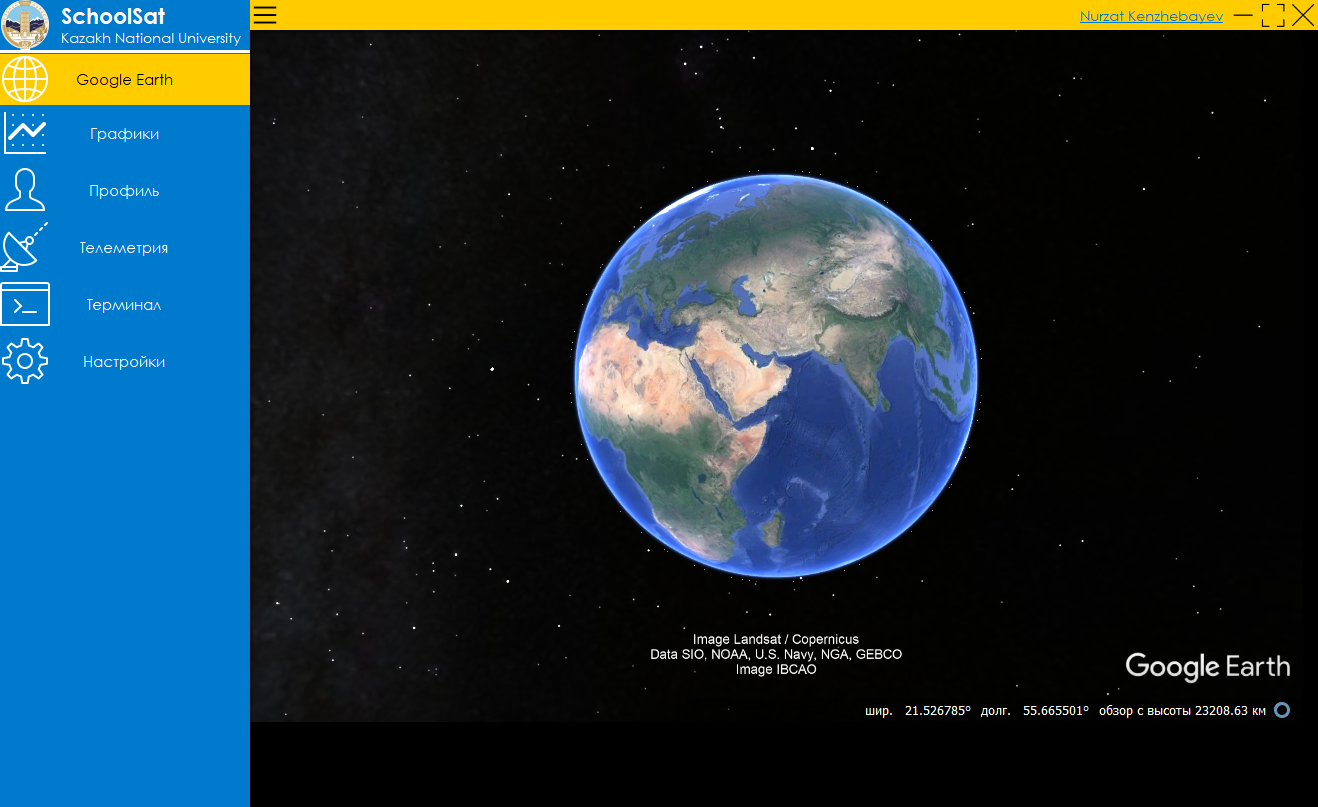 SchoolSat
Kazakh National University
Nurzat Kenzhebayev
Google Earth
Графики
Профиль
Телеметрия
Терминал
Настройки
Image Landsat / Copernicus
Data SIO, NOAA, U.S. Navy, NGA, GEBCO
Image IBCAO
Google Earth
шир. 21.526785° долг. 55.665501° обзор с высоты 23208.63 км